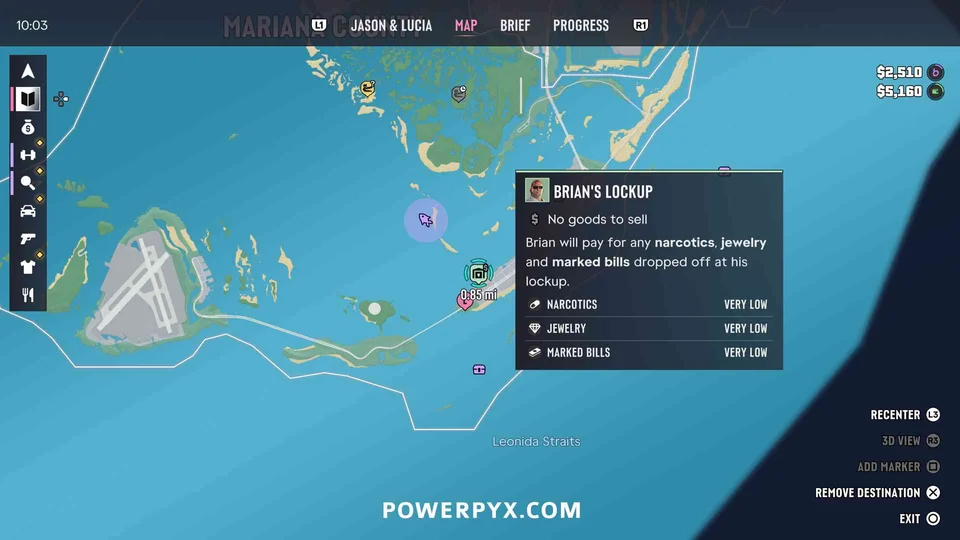 10:03
L1
JASON & LUCIA
MAP
BRIEF
PROGRESS
R1
MARIANA COUNTY
$2,510
$5,160
BRIAN'S LOCKUP
$ No goods to sell
Brian will pay for any narcotics, jewelry
and marked bills dropped off at his
lockup.
NARCOTICS VERY LOW
JEWELRY VERY LOW
MARKED BILLS VERY LOW
0.85 mi
Leonida Straits
RECENTER L3
3D VIEW R3
ADD MARKER
REMOVE DESTINATION
EXIT
POWERPYX.COM